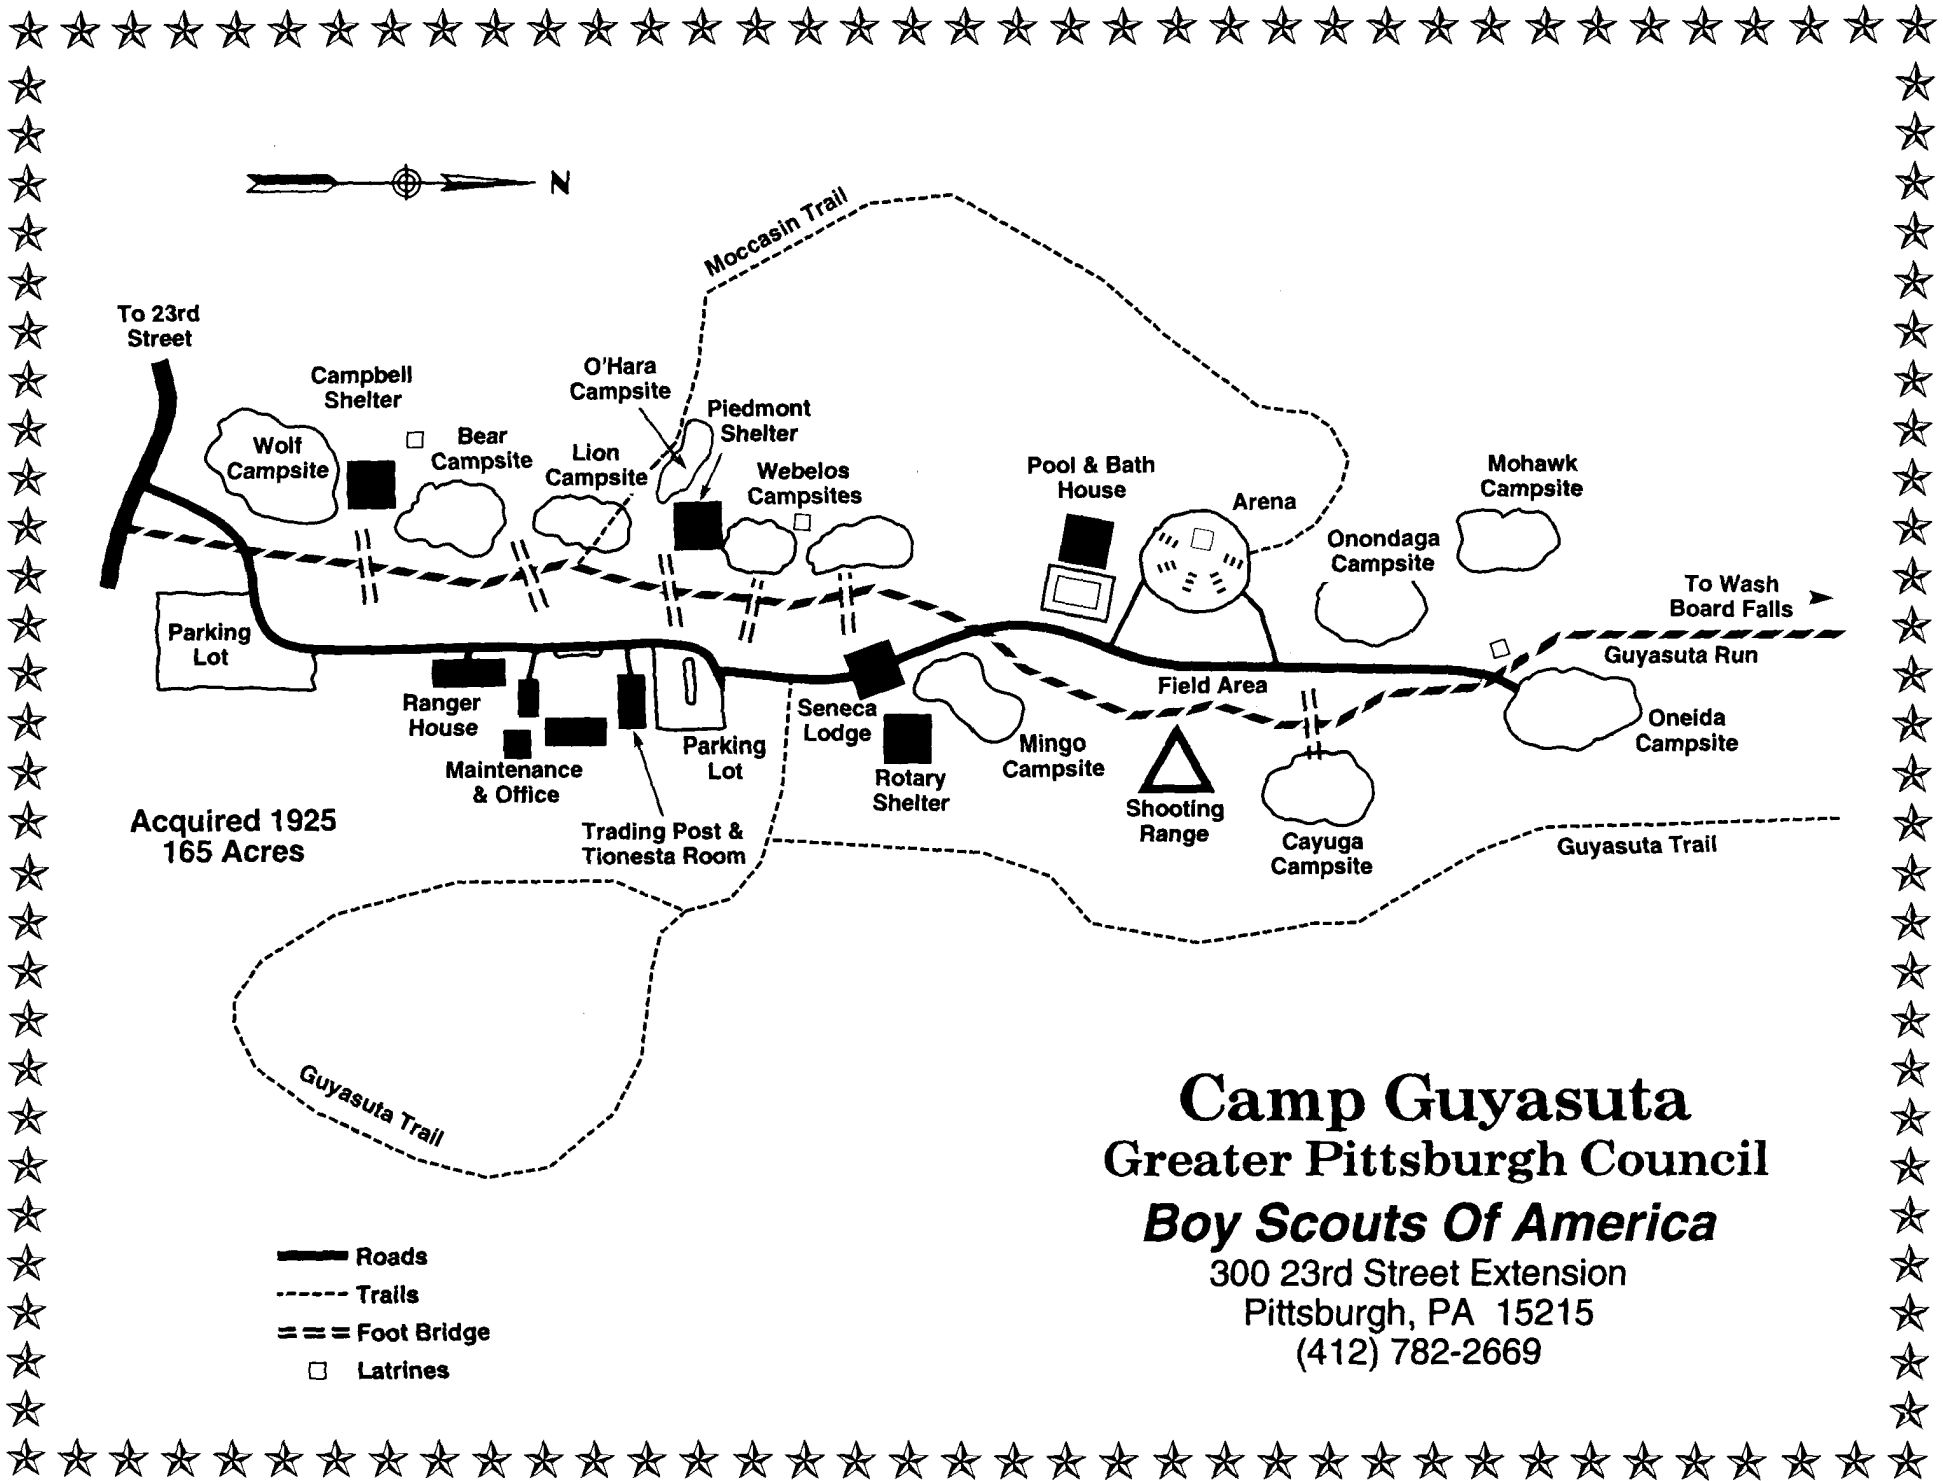 N
Moccasin Trail
To 23rd
Street
Campbell
Shelter
O'Hara
Campsite
Piedmont
Shelter
Wolf
Campsite
Bear
Campsite
Lion
Campsite
Webelos
Campsites
Pool & Bath
House
Arena
Mohawk
Campsite
Onondaga
Campsite
To Wash
Board Falls
Parking
Lot
Guyasuta Run
Ranger
House
Field Area
Seneca
Lodge
Parking
Lot
Mingo
Campsite
Oneida
Campsite
Maintenance
& Office
Rotary
Shelter
Shooting
Range
Acquired 1925
165 Acres
Trading Post &
Tionesta Room
Cayuga
Campsite
Guyasuta Trail
Guyasuta Trail
Camp Guyasuta
Greater Pittsburgh Council
Boy Scouts Of America
300 23rd Street Extension
Pittsburgh, PA 15215
(412) 782-2669
Roads
Trails
Foot Bridge
Latrines